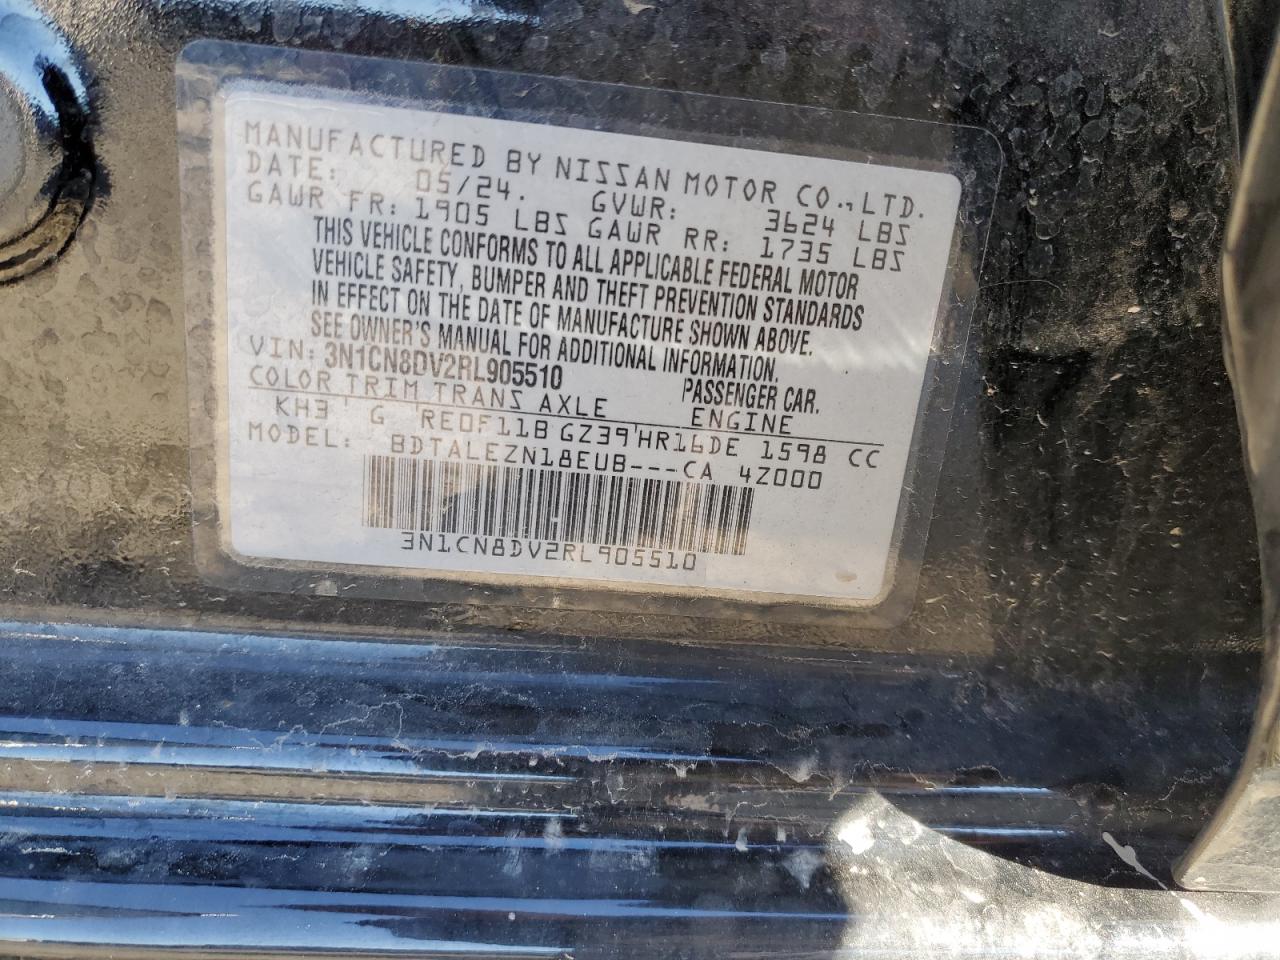 MANUFACTURED BY NISSAN MOTOR CO.,LTD.
DATE: 05/24. GVWR: 3624 LBS
GAWR FR: 1905 LBS GAWR RR: 1735 LBS
THIS VEHICLE CONFORMS TO ALL APPLICABLE FEDERAL MOTOR
VEHICLE SAFETY, BUMPER AND THEFT PREVENTION STANDARDS
IN EFFECT ON THE DATE OF MANUFACTURE SHOWN ABOVE.
SEE OWNER'S MANUAL FOR ADDITIONAL INFORMATION.
VIN: 3N1CN8DV2RL905510 PASSENGER CAR.
COLOR TRIM TRANS AXLE ENGINE
KH3 G RE0F11B GZ39 HR16DE 1598 CC
MODEL: BDTALEZN18EUB---CA 4Z000
3N1CN8DV2RL905510